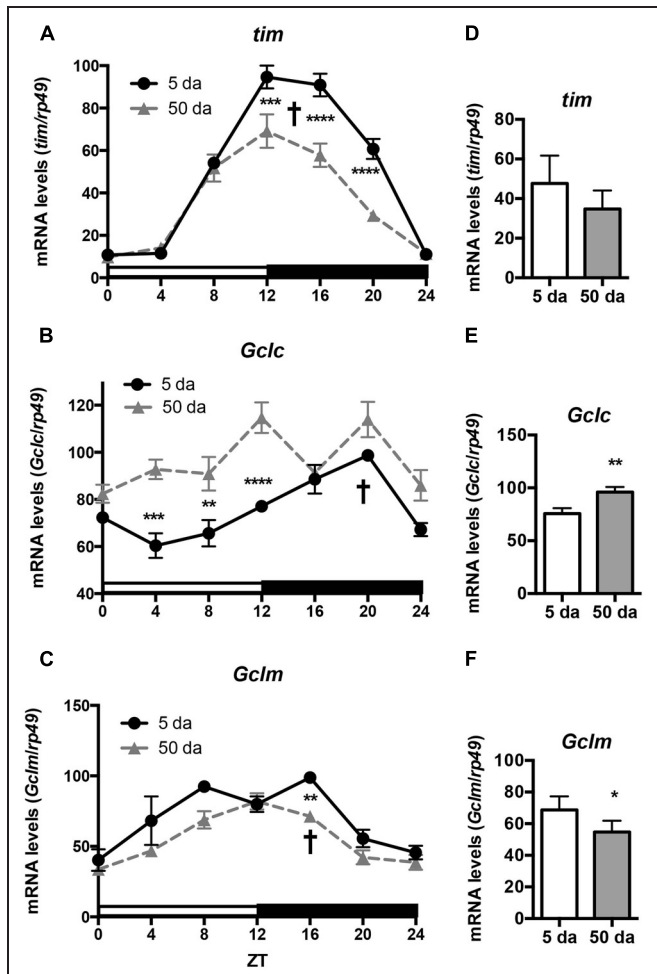 A
tim
mRNA levels (tim/rp49)
100
80
60
40
20
0
5 da
50 da
***
†
****
****
0 4 8 12 16 20 24
D
tim
mRNA levels (tim/rp49)
80
60
40
20
0
5 da 50 da
B
Gclc
mRNA levels (Gclc/rp49)
120
100
80
60
40
5 da
50 da
***
**
****
†
0 4 8 12 16 20 24
E
Gclc
mRNA levels (Gclc/rp49)
150
100
50
0
**
5 da 50 da
C
Gclm
mRNA levels (Gclm/rp49)
150
100
50
0
5 da
50 da
**
†
0 4 8 12 16 20 24
ZT
F
Gclm
mRNA levels (Gclm/rp49)
100
80
60
40
20
0
*
5 da 50 da